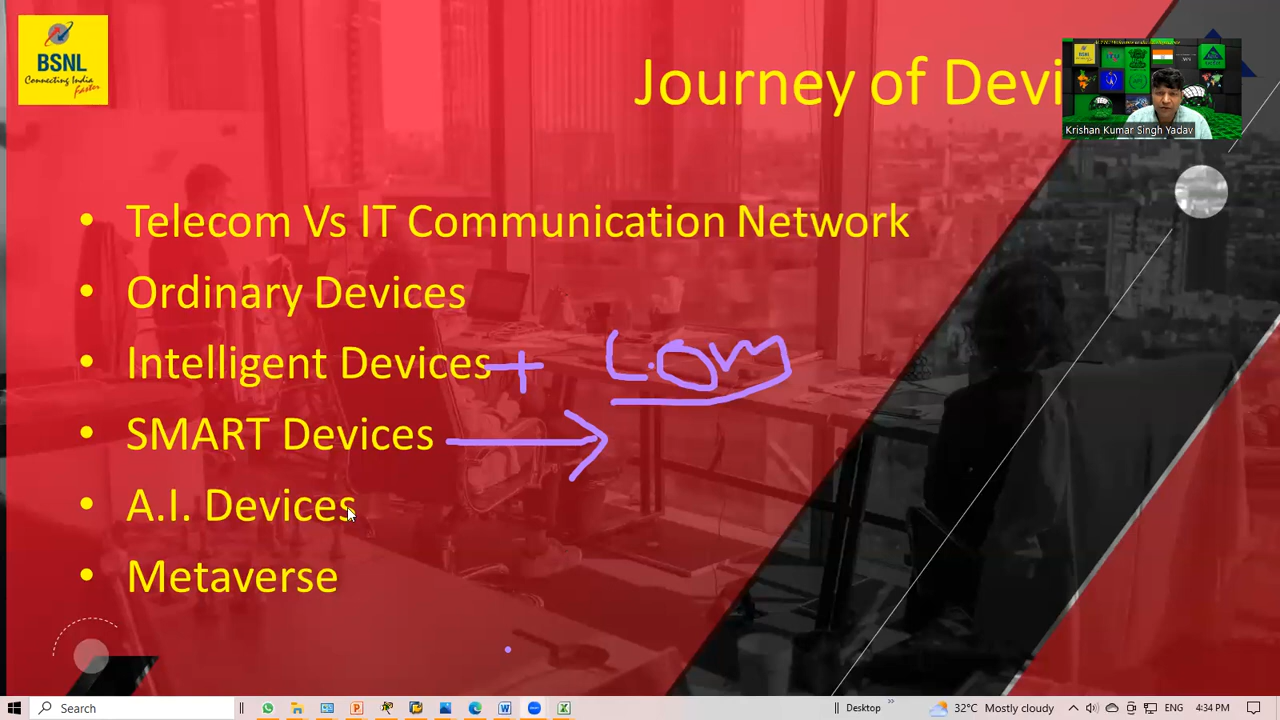 BSNL
Connecting India
Faster
Journey of Devi
Krishan Kumar Singh Yadav
• Telecom Vs IT Communication Network
• Ordinary Devices
• Intelligent Devices +
• SMART Devices →
• A.I. Devices
• Metaverse
Search
Desktop
32°C Mostly cloudy
ENG
4:34 PM